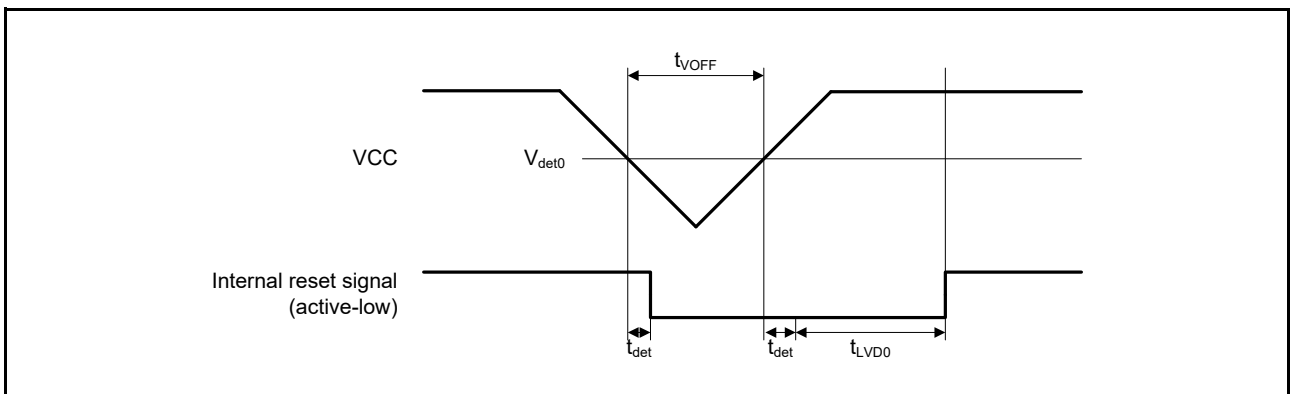 tVOFF
VCC
Vdet0
Internal reset signal
(active-low)
tdet
tdet
tLVD0